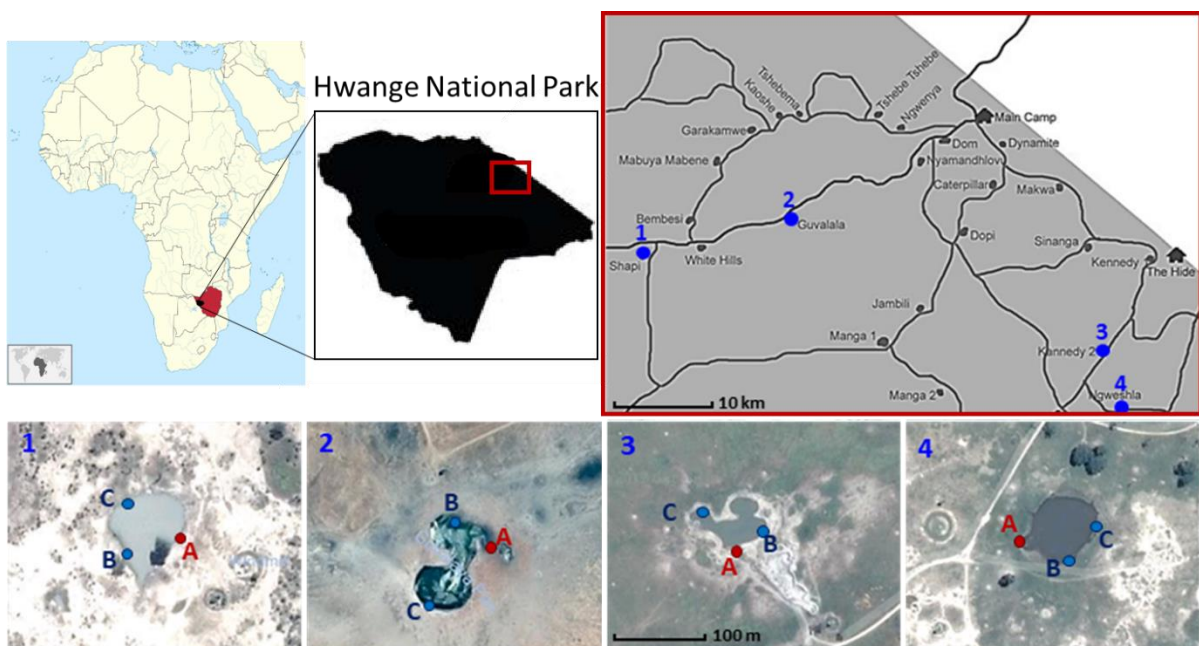 Hwange National Park
Tshebema
Kaoshe
Tshebe Tshebe
Ngwenya
Garakamwe
Main Camp
Dom
Dynamite
Mabuya Mabene
Nyamandhlovu
Caterpillar
Makwa
2
Bembesi
Guvalala
1
Dopi
Sinanga
White Hills
Shapi
Kennedy
The Hide
Jambili
Manga 1
3
Kannedy 2
4
Manga 2
Ngweshla
10 km
1
C
B
A
2
B
A
C
3
C
B
A
100 m
4
A
C
B